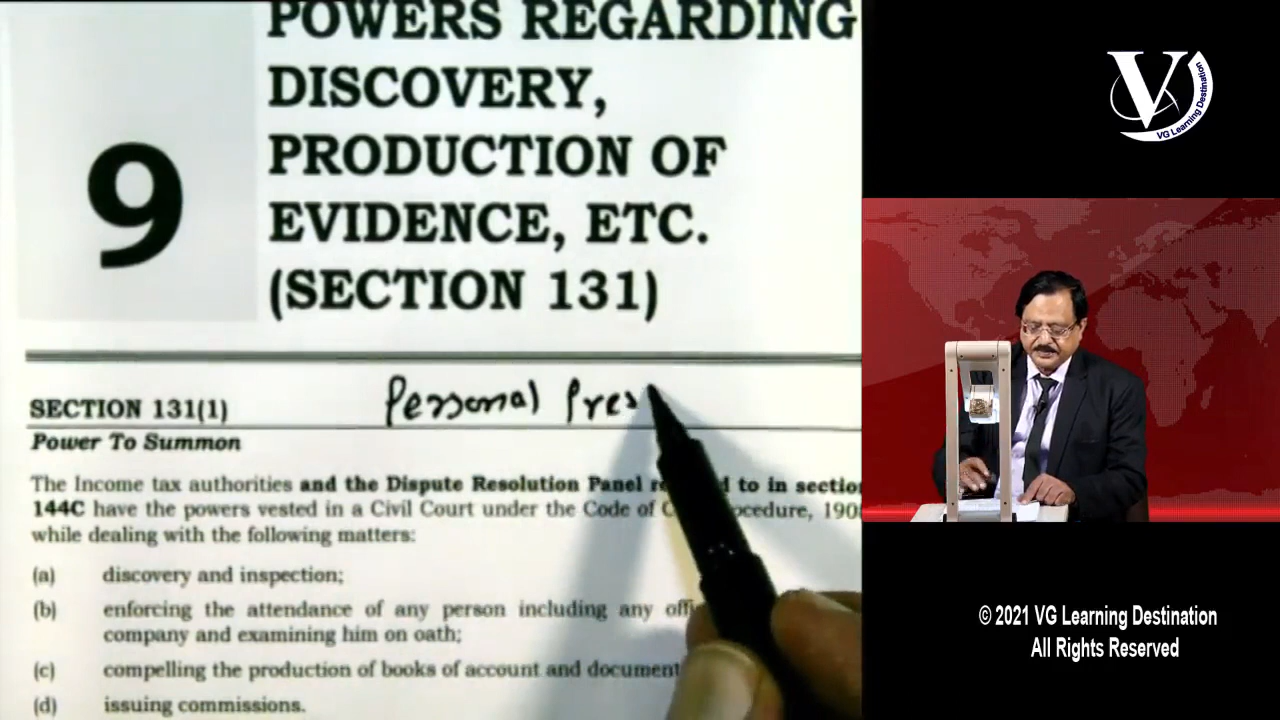 9
POWERS REGARDING
DISCOVERY,
PRODUCTION OF
EVIDENCE, ETC.
(SECTION 131)
SECTION 131(1) Personal Pres
Power To Summon
The Income tax authorities and the Dispute Resolution Panel to in section
144C have the powers vested in a Civil Court under the Code of
while dealing with the following matters:
(a) discovery and inspection;
(b) enforcing the attendance of any person including any
company and examining him on oath;
(c) compelling the production of books of account and
(d) issuing commissions.
V
VG Learning Destination
© 2021 VG Learning Destination
All Rights Reserved